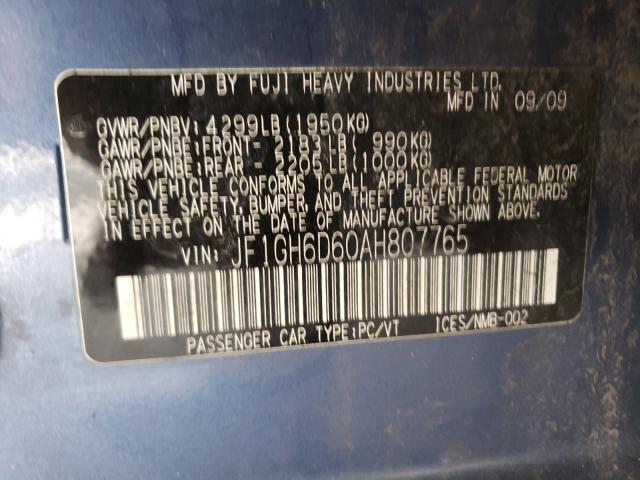 MFD BY FUJI HEAVY INDUSTRIES LTD.
MFD IN 09/09
GVWR/PNBV: 4299LB(1950KG)
GAWR/PNBE:FRONT- 2183LB( 990KG)
GAWR/PNBE:REAR - 2205LB(1000KG)
THIS VEHICLE CONFORMS TO ALL APPLICABLE FEDERAL MOTOR
VEHICLE SAFETY, BUMPER, AND THEFT PREVENTION STANDARDS
IN EFFECT ON THE DATE OF MANUFACTURE SHOWN ABOVE.
VIN: JF1GH6D60AH807765
PASSENGER CAR TYPE:PC/VT ICES/NMB-002